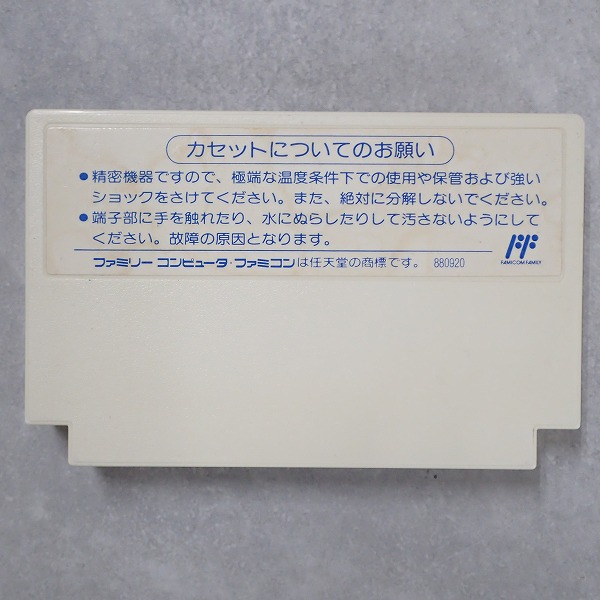 カセットについてのお願い
●精密機器ですので、極端な温度条件下での使用や保管および強い
ショックをさけてください。また、絶対に分解しないでください。
●端子部に手を触れたり、水にぬらしたりして汚さないようにして
ください。故障の原因となります。
ファミリー コンピュータ・ファミコンは任天堂の商標です。 880920
FAMICOM FAMILY